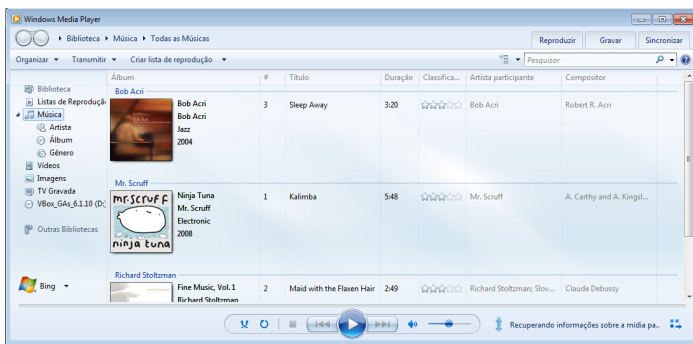 Windows Media Player
Biblioteca Música Todas as Músicas
Reproduzir Gravar Sincronizar
Organizar Transmitir Criar lista de reprodução Pesquisar
Álbum # Título Duração Classifica... Artista participante Compositor
Biblioteca
Listas de Reprodução
Música
Artista
Álbum
Gênero
Vídeos
Imagens
TV Gravada
VBox_GAs_6.1.10 (D:)
Outras Bibliotecas
Bing
Bob Acri
Bob Acri 3 Sleep Away 3:20 Bob Acri Robert R. Acri
Bob Acri
Jazz
2004
Mr. Scruff
mr.scruff
ninja tuna
Ninja Tuna 1 Kalimba 5:48 Mr. Scruff A. Carthy and A. Kingsl...
Mr. Scruff
Electronic
2008
Richard Stoltzman
Fine Music, Vol. 1 2 Maid with the Flaxen Hair 2:49 Richard Stoltzman; Slov... Claude Debussy
Richard Stoltzman
Recuperando informações sobre a mídia pa..